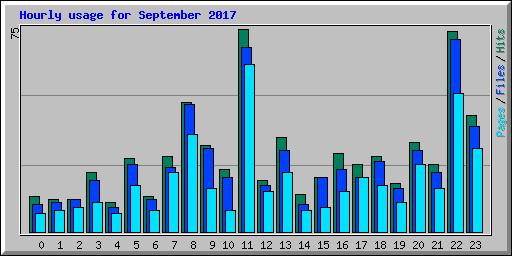 Hourly usage for September 2017
75
Pages / Files / Hits
0 1 2 3 4 5 6 7 8 9 10 11 12 13 14 15 16 17 18 19 20 21 22 23